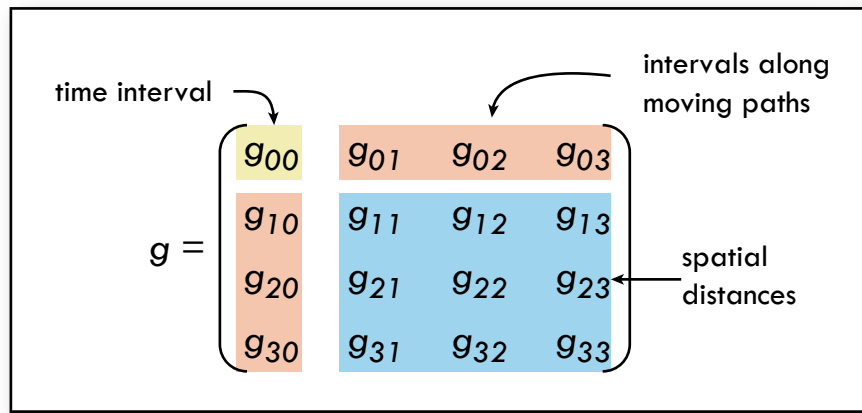 intervals along
moving paths
time interval
g00 g01 g02 g03
g10 g11 g12 g13
g =
g20 g21 g22 g23
spatial
distances
g30 g31 g32 g33